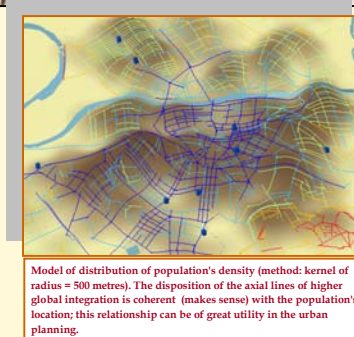 Model of distribution of population's density (method: kernel of
radius = 500 metres). The disposition of the axial lines of higher
global integration is coherent (makes sense) with the population's
location; this relationship can be of great utility in the urban
planning.